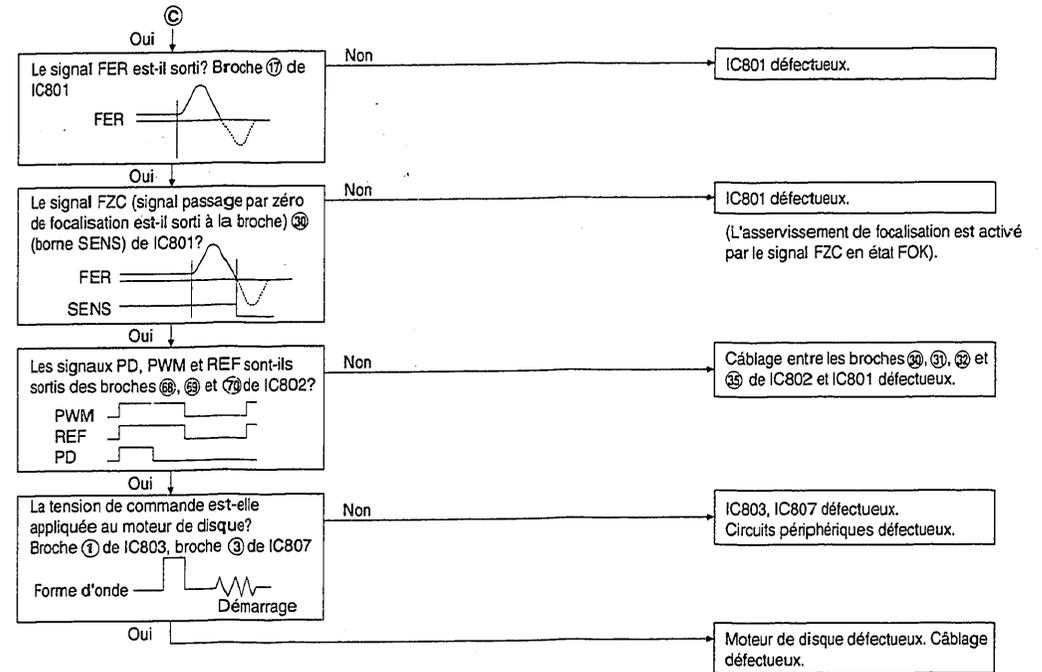 Ⓒ
Oui
Le signal FER est-il sorti? Broche ⑰ de
IC801
FER
Non
IC801 défectueux.
Oui
Le signal FZC (signal passage par zéro
de focalisation est-il sorti à la broche) ㉚
(borne SENS) de IC801?
FER
SENS
Non
IC801 défectueux.
(L'asservissement de focalisation est activé
par le signal FZC en état FOK).
Oui
Les signaux PD, PWM et REF sont-ils
sortis des broches (68), (69) et (70) de IC802?
PWM
REF
PD
Non
Câblage entre les broches ㉚, ㉛, ㉜ et
㉟ de IC802 et IC801 défectueux.
Oui
La tension de commande est-elle
appliquée au moteur de disque?
Broche ① de IC803, broche ③ de IC807
Forme d'onde
Démarrage
Non
IC803, IC807 défectueux.
Circuits périphériques défectueux.
Oui
Moteur de disque défectueux. Câblage
défectueux.